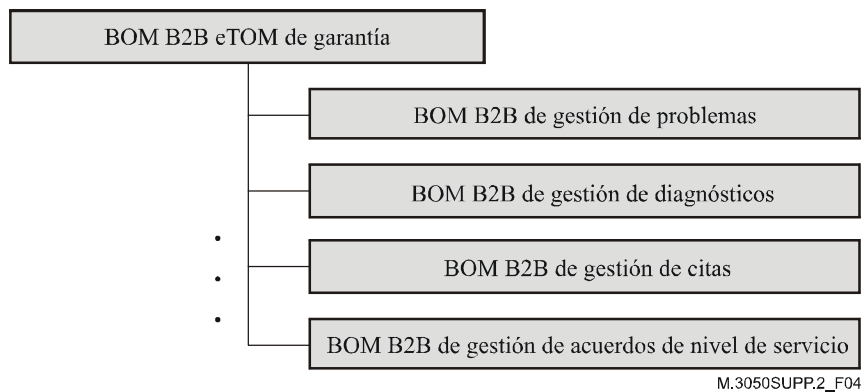 BOM B2B eTOM de garantía
BOM B2B de gestión de problemas
BOM B2B de gestión de diagnósticos
BOM B2B de gestión de citas
BOM B2B de gestión de acuerdos de nivel de servicio
M.3050SUPP.2_F04